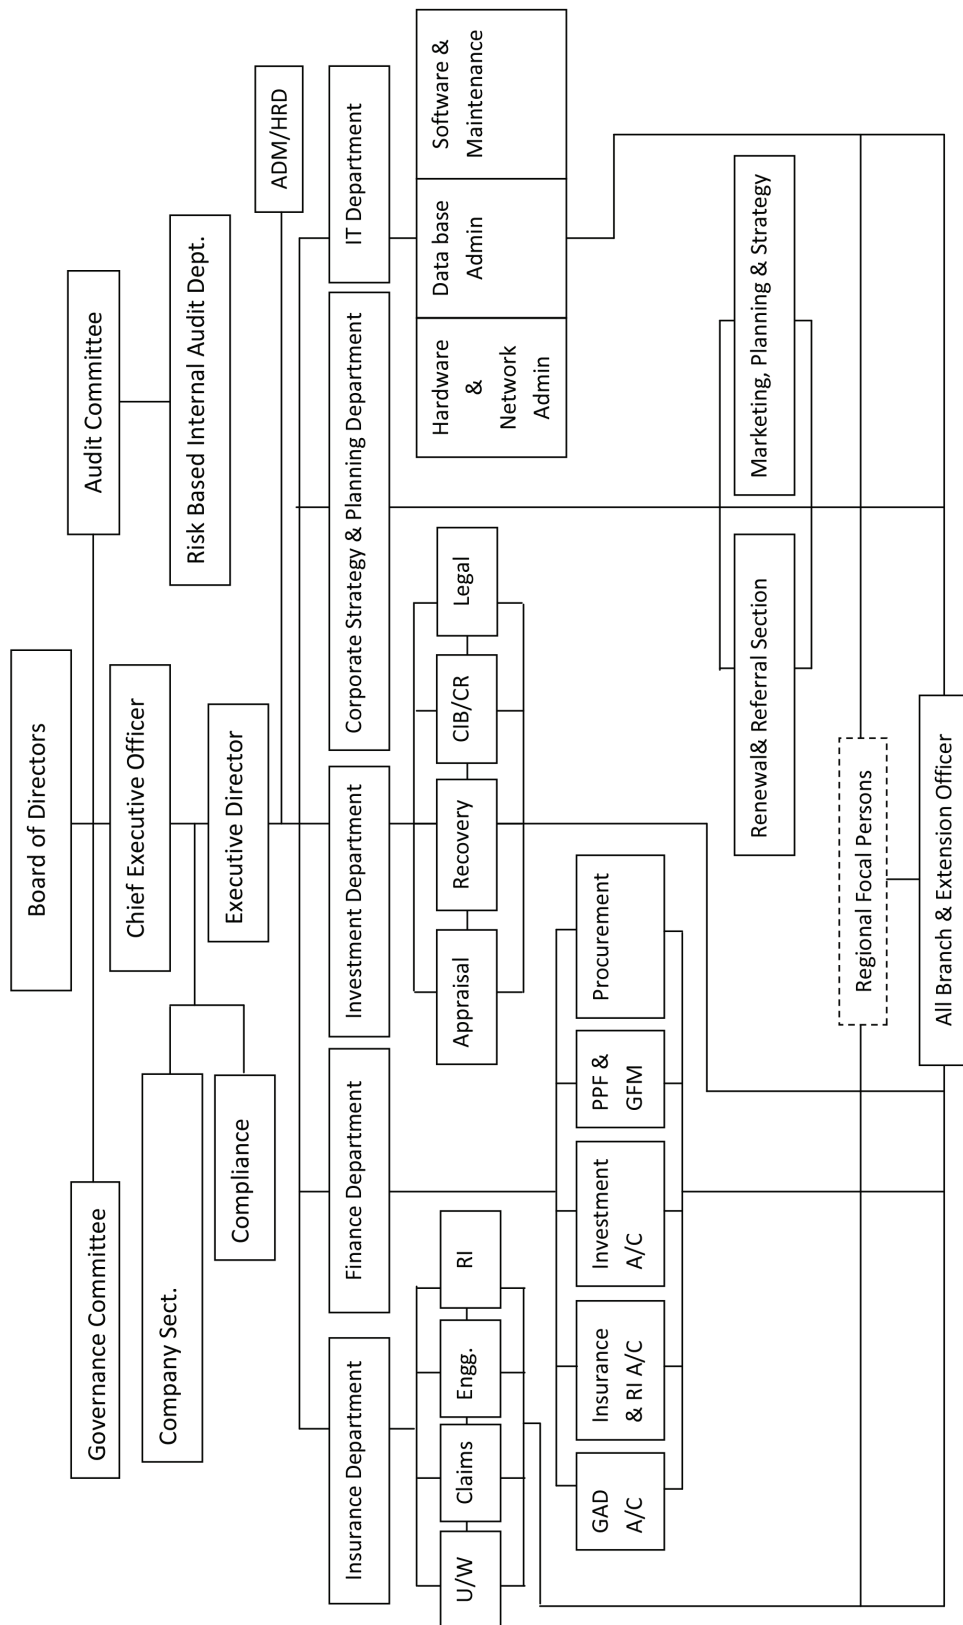 Board of Directors
Governance Committee
Audit Committee
Chief Executive Officer
Risk Based Internal Audit Dept.
Company Sect.
Compliance
Executive Director
ADM/HRD
Insurance Department
Finance Department
Investment Department
Corporate Strategy & Planning Department
IT Department
U/W
Claims
Engg.
RI
Appraisal
Recovery
CIB/CR
Legal
Hardware
&
Network
Admin
Data base
Admin
Software &
Maintenance
GAD
A/C
Insurance
& RI A/C
Investment
A/C
PPF &
GFM
Procurement
Renewal& Referral Section
Marketing, Planning & Strategy
Regional Focal Persons
All Branch & Extension Officer